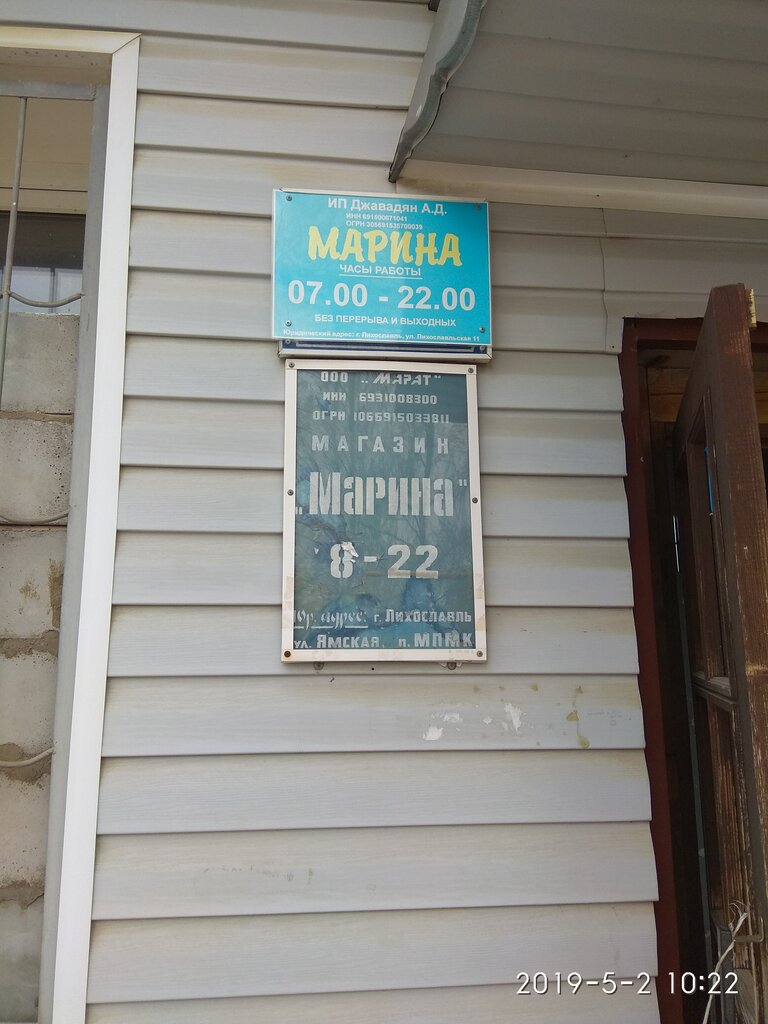 ИП Джавадян А.Д.
ИНН 691500671041
ОГРН 305691535700039
МАРИНА
ЧАСЫ РАБОТЫ
07.00 - 22.00
БЕЗ ПЕРЕРЫВА И ВЫХОДНЫХ
Юридический адрес: г. Лихославль, ул. Лихославльская 11
ООО „МАРАТ"
ИНН 6931008300
ОГРН 1066915033811
МАГАЗИН
„Марина"
8-22
Юр. адрес: г. Лихославль
ул. Ямская п. МПМК
2019-5-2 10:22